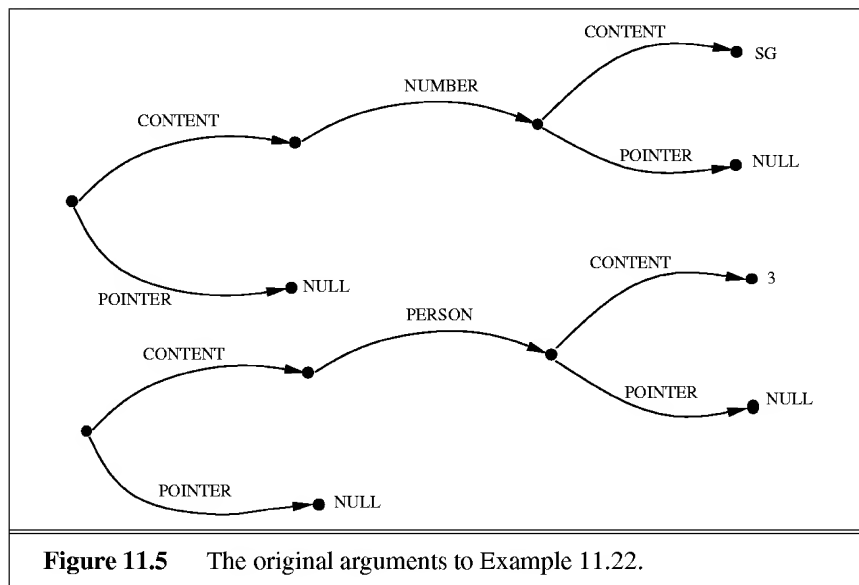 CONTENT
SG
NUMBER
CONTENT
POINTER
NULL
CONTENT
3
POINTER
NULL
PERSON
CONTENT
POINTER
NULL
POINTER
NULL
Figure 11.5 The original arguments to Example 11.22.